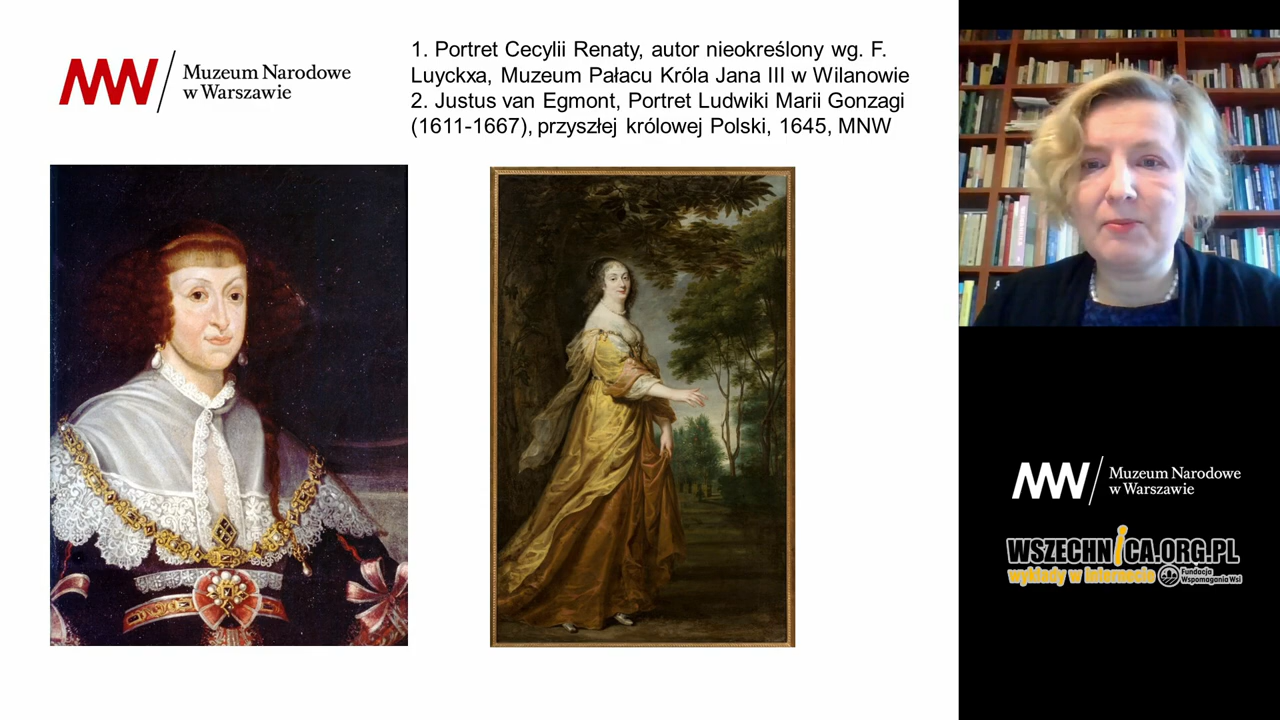 MW
Muzeum Narodowe
w Warszawie
1. Portret Cecylii Renaty, autor nieokreślony wg. F.
Luyckxa, Muzeum Pałacu Króla Jana III w Wilanowie
2. Justus van Egmont, Portret Ludwiki Marii Gonzagi
(1611-1667), przyszłej królowej Polski, 1645, MNW
MW
Muzeum Narodowe
w Warszawie
WSZECHNICA.ORG.PL
wykłady w internecie
Fundacja
Wspomagania Wsi